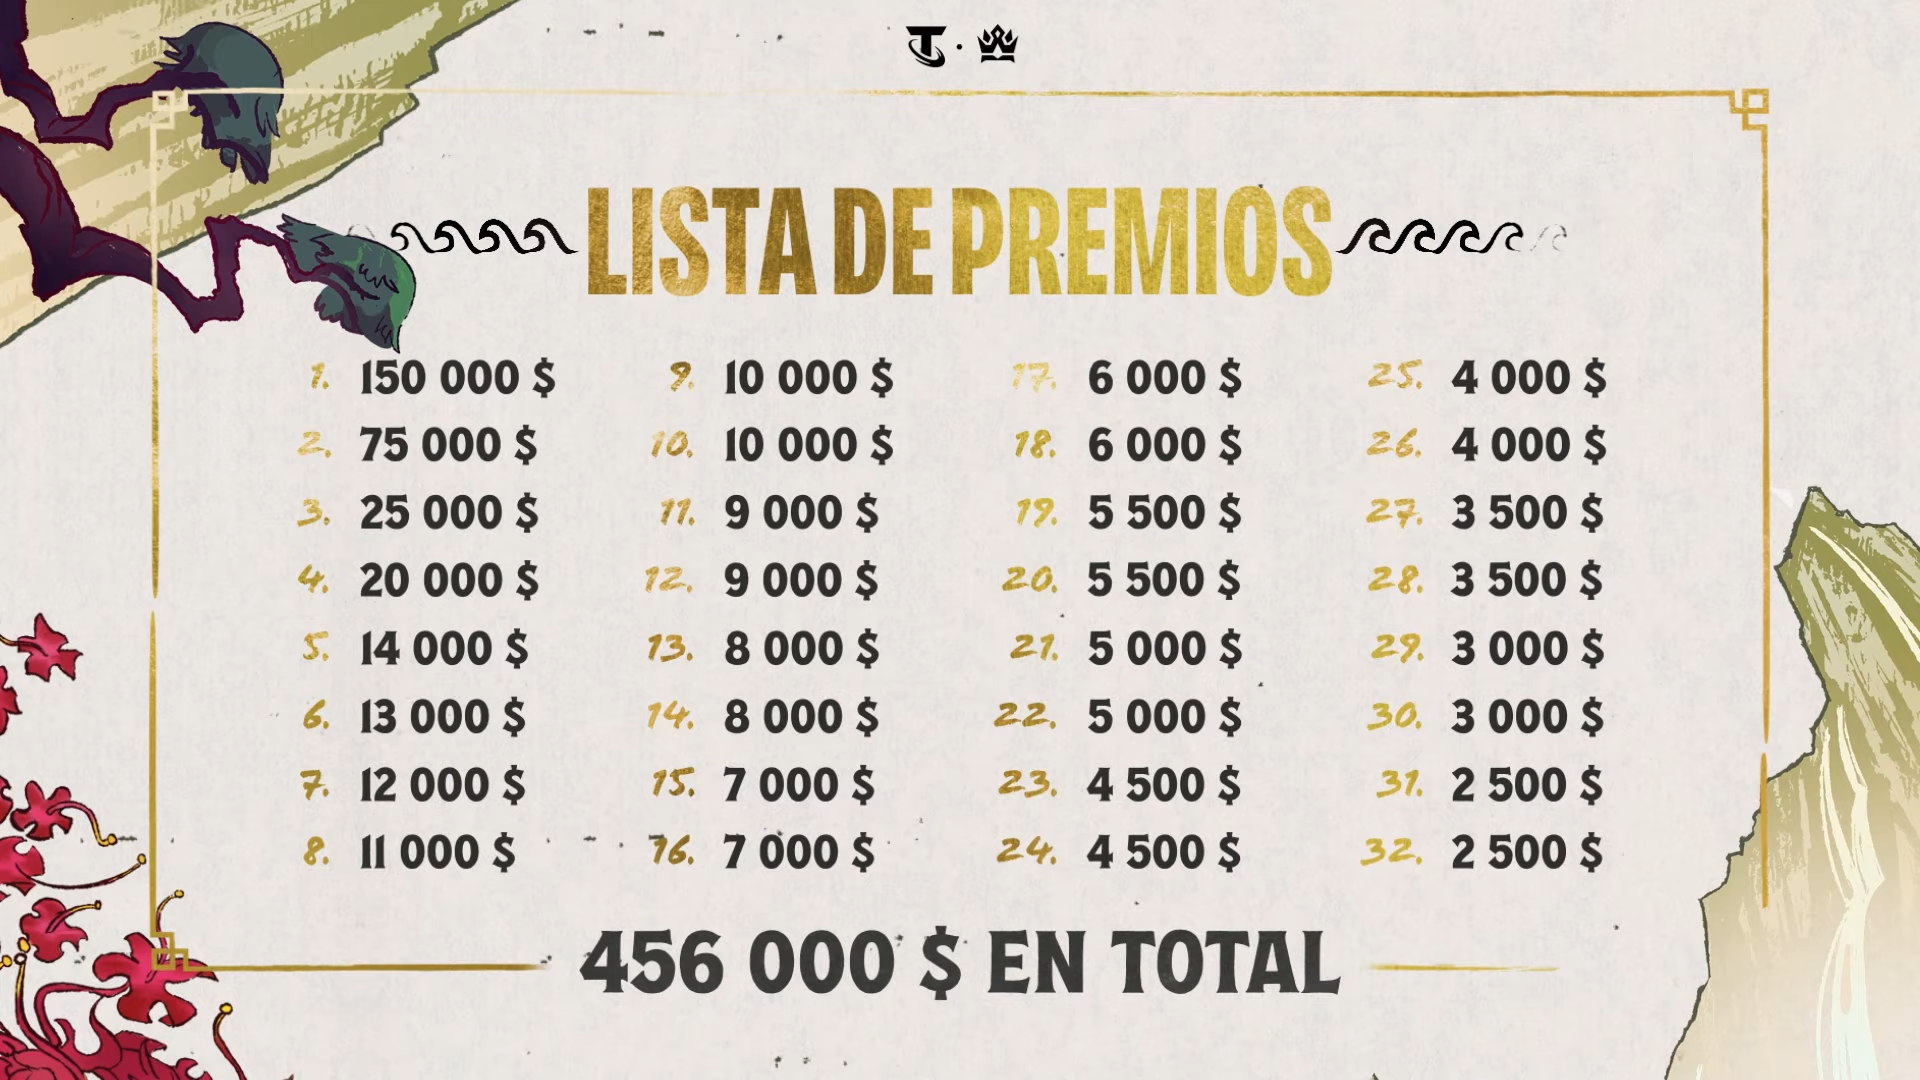 LISTA DE PREMIOS
1. 150 000 $
2. 75 000 $
3. 25 000 $
4. 20 000 $
5. 14 000 $
6. 13 000 $
7. 12 000 $
8. 11 000 $
9. 10 000 $
10. 10 000 $
11. 9 000 $
12. 9 000 $
13. 8 000 $
14. 8 000 $
15. 7 000 $
16. 7 000 $
17. 6 000 $
18. 6 000 $
19. 5 500 $
20. 5 500 $
21. 5 000 $
22. 5 000 $
23. 4 500 $
24. 4 500 $
25. 4 000 $
26. 4 000 $
27. 3 500 $
28. 3 500 $
29. 3 000 $
30. 3 000 $
31. 2 500 $
32. 2 500 $
456 000 $ EN TOTAL